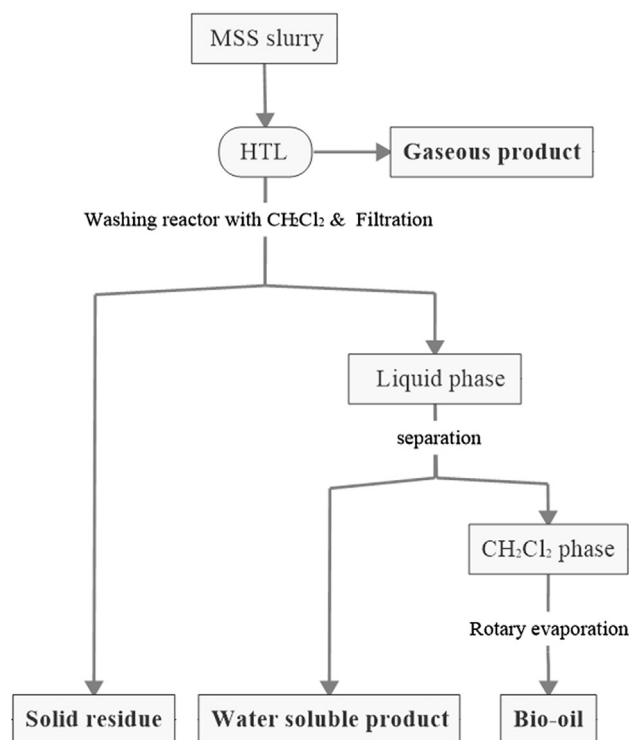 MSS slurry
HTL
Gaseous product
Washing reactor with CH₂Cl₂ & Filtration
Liquid phase
separation
CH₂Cl₂ phase
Rotary evaporation
Solid residue
Water soluble product
Bio-oil